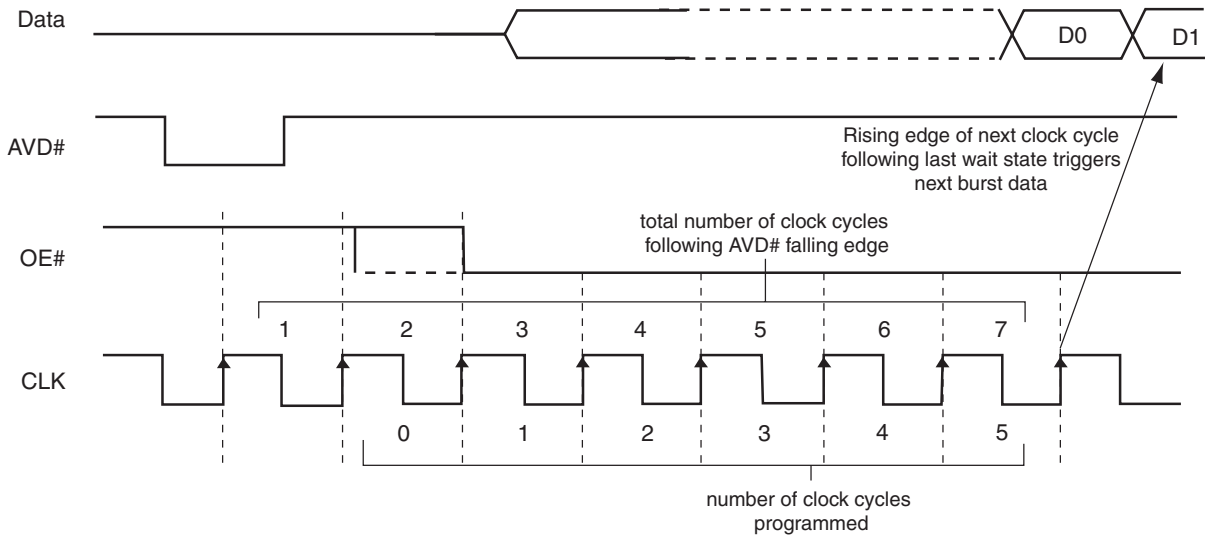 Data
D0
D1
AVD#
Rising edge of next clock cycle
following last wait state triggers
next burst data
total number of clock cycles
following AVD# falling edge
OE#
1 2 3 4 5 6 7
CLK
0 1 2 3 4 5
number of clock cycles
programmed